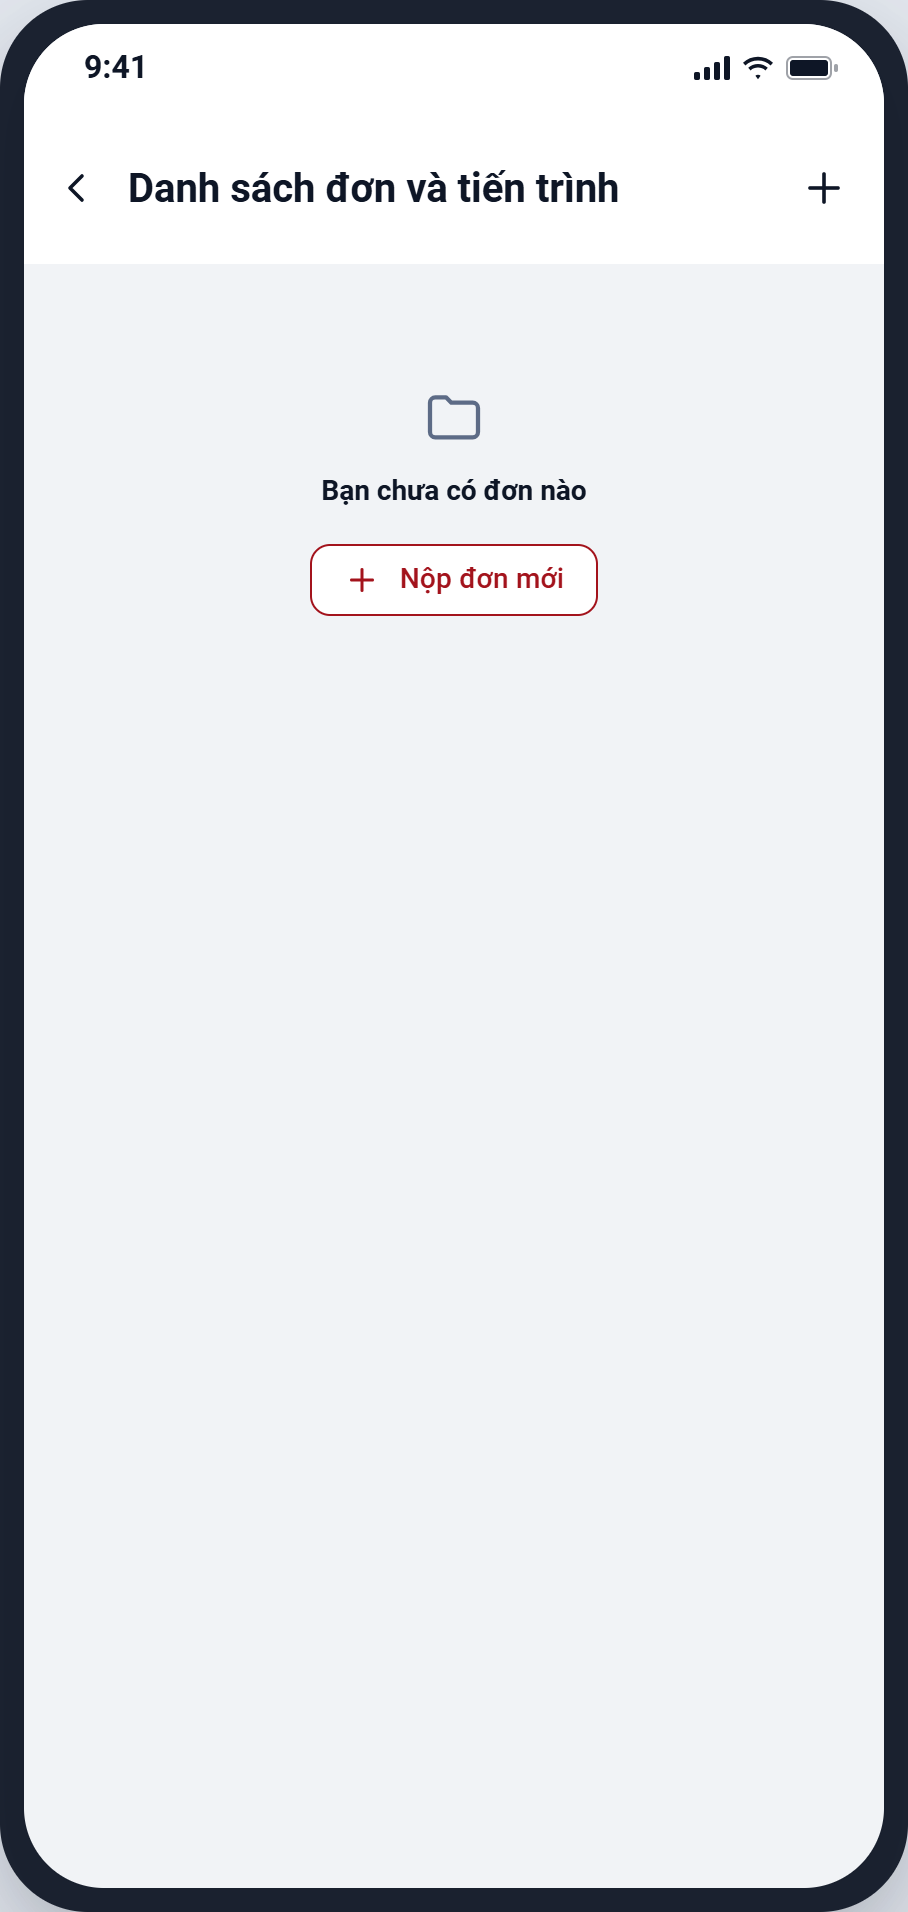 9:41
Danh sách đơn và tiến trình
Bạn chưa có đơn nào
Nộp đơn mới